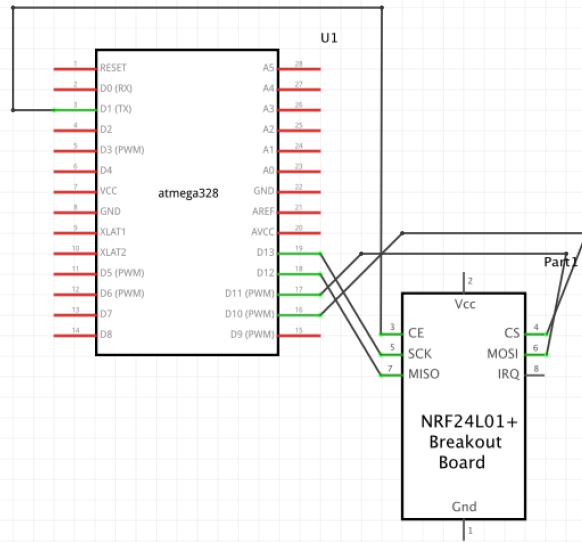 U1
1 RESET A5 28
2 D0 (RX) A4 27
3 D1 (TX) A3 26
4 D2 A2 25
5 D3 (PWM) A1 24
6 D4 A0 23
7 VCC atmega328 GND 22
8 GND AREF 21
9 XLAT1 AVCC 20
10 XLAT2 D13 19
11 D5 (PWM) D12 18
12 D6 (PWM) D11 (PWM) 17
13 D7 D10 (PWM) 16
14 D8 D9 (PWM) 15
Part1
2
Vcc
3 CE CS 4
5 SCK MOSI 6
7 MISO IRQ 8
NRF24L01+
Breakout
Board
Gnd
1